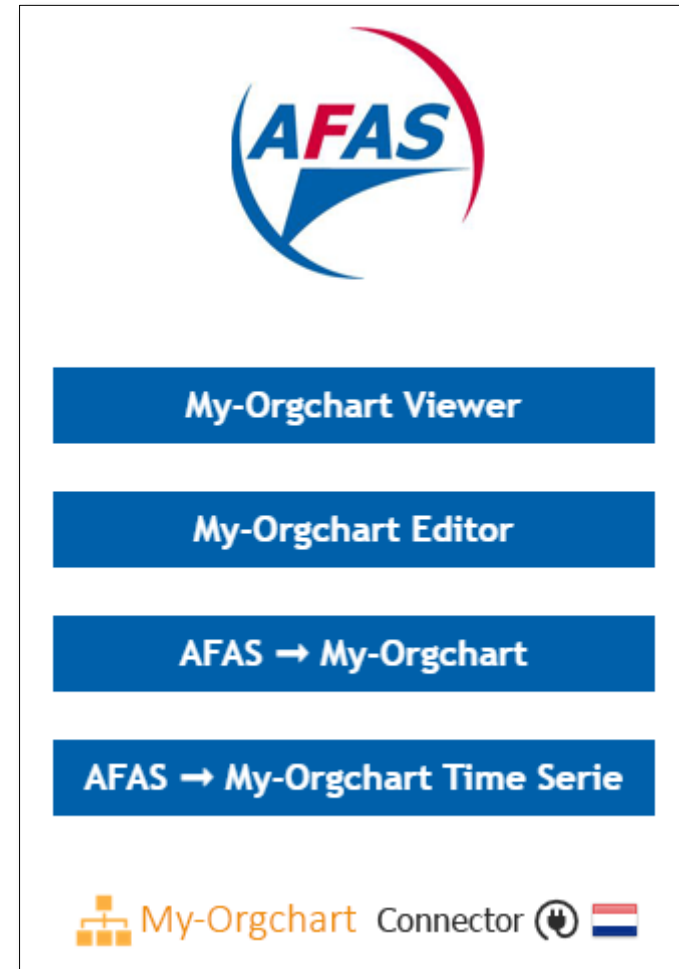 AFAS
My-Orgchart Viewer
My-Orgchart Editor
AFAS → My-Orgchart
AFAS → My-Orgchart Time Serie
My-Orgchart Connector